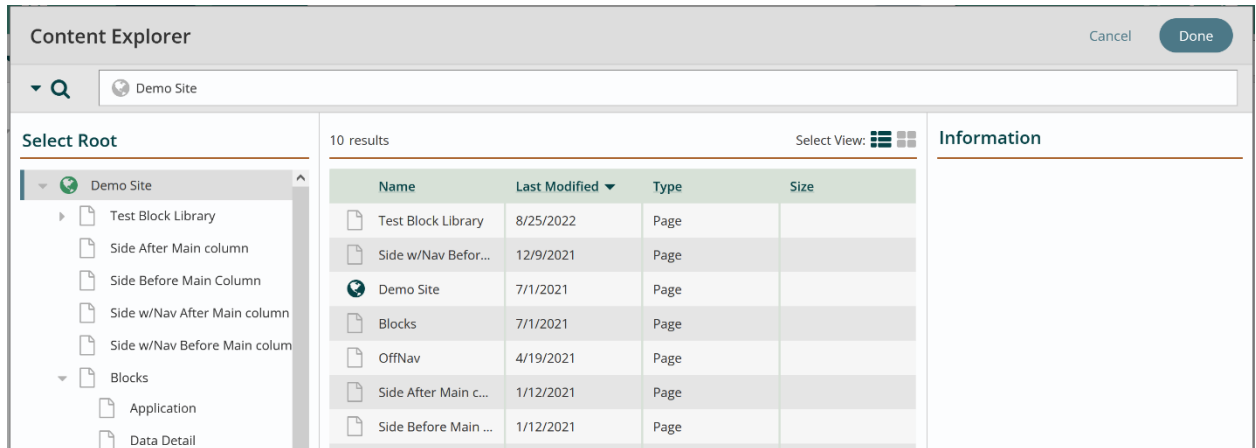 Content Explorer
Cancel
Done
Demo Site
Select Root
Demo Site
Test Block Library
Side After Main column
Side Before Main Column
Side w/Nav After Main column
Side w/Nav Before Main colum
Blocks
Application
Data Detail
10 results
Select View:
Name Last Modified Type Size
Test Block Library 8/25/2022 Page
Side w/Nav Befor... 12/9/2021 Page
Demo Site 7/1/2021 Page
Blocks 7/1/2021 Page
OffNav 4/19/2021 Page
Side After Main c... 1/12/2021 Page
Side Before Main ... 1/12/2021 Page
Information